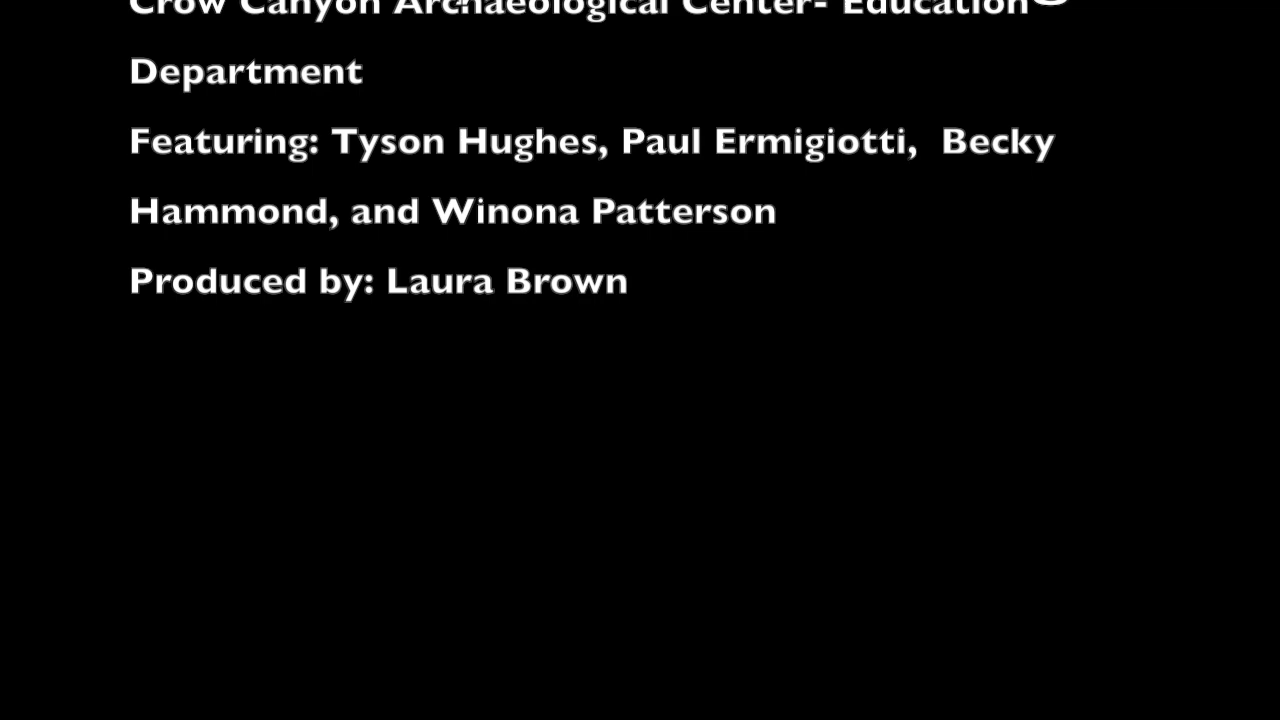 Crow Canyon Archaeological Center- Education
Department
Featuring: Tyson Hughes, Paul Ermigiotti,  Becky
Hammond, and Winona Patterson
Produced by: Laura Brown